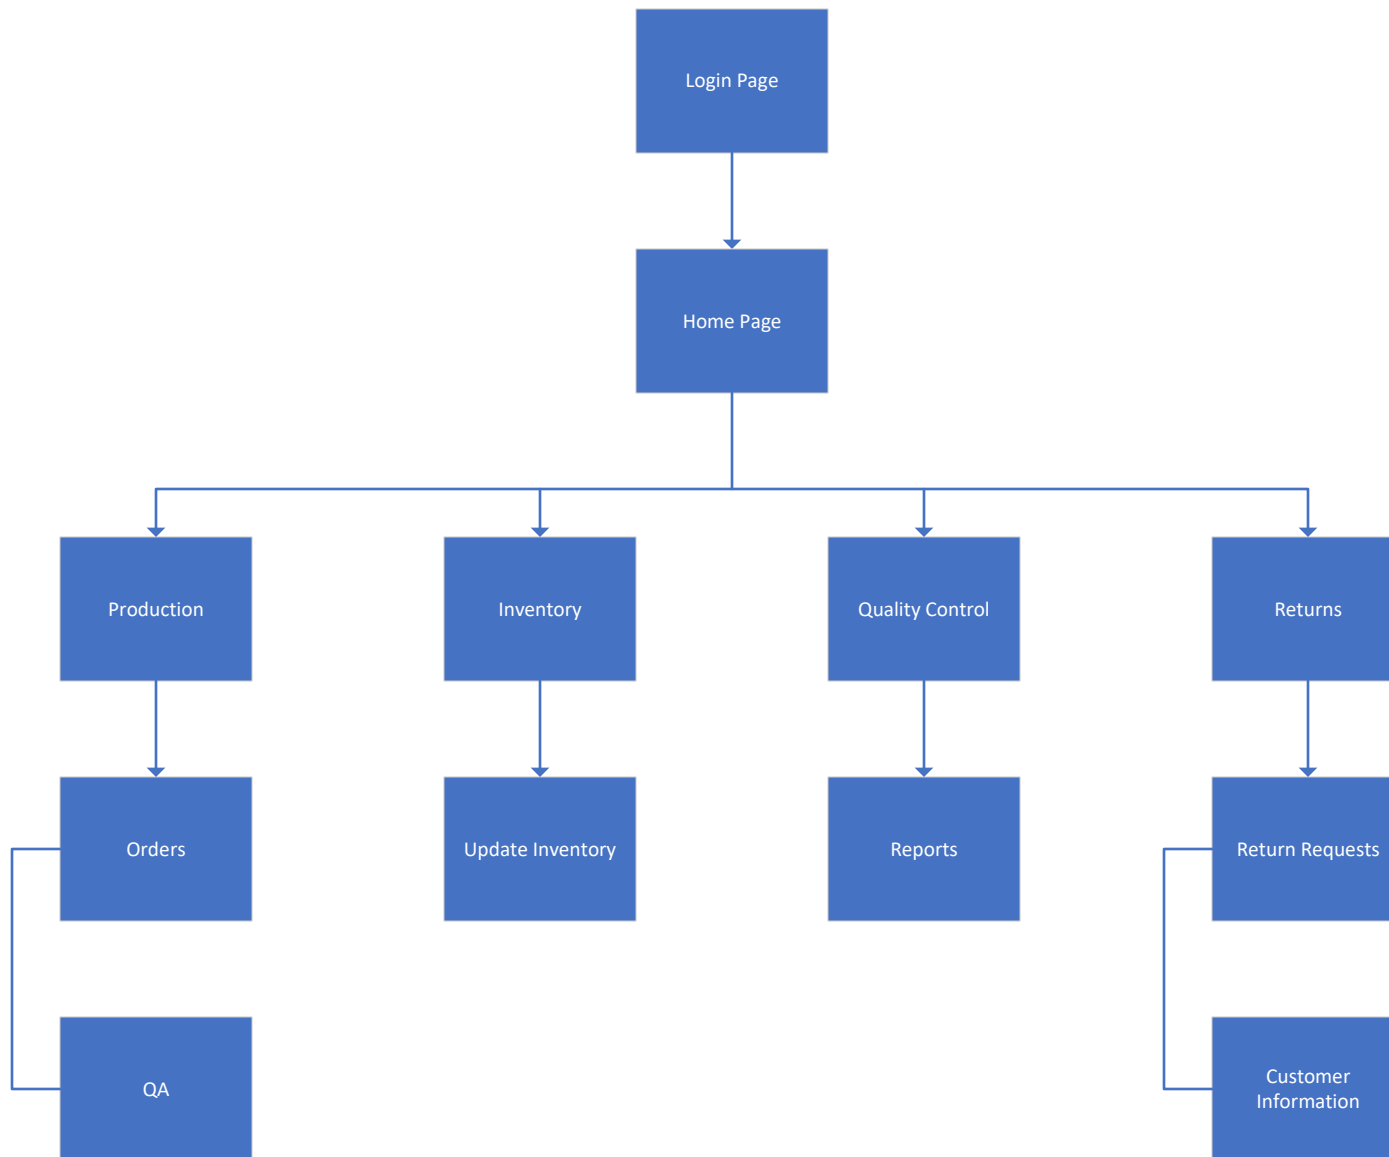 Login Page
Home Page
Production
Inventory
Quality Control
Returns
Orders
Update Inventory
Reports
Return Requests
QA
Customer
Information